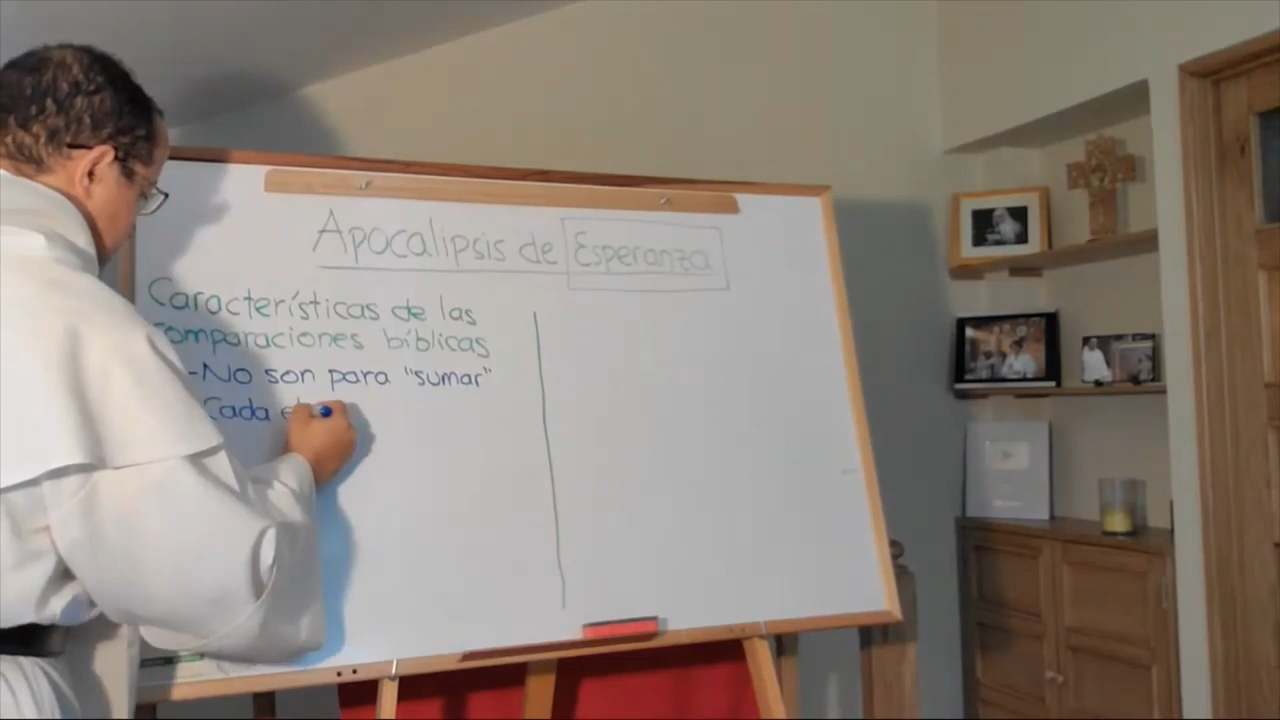 Apocalipsis de Esperanza
Características de las
comparaciones bíblicas
-No son para "sumar"
Cada